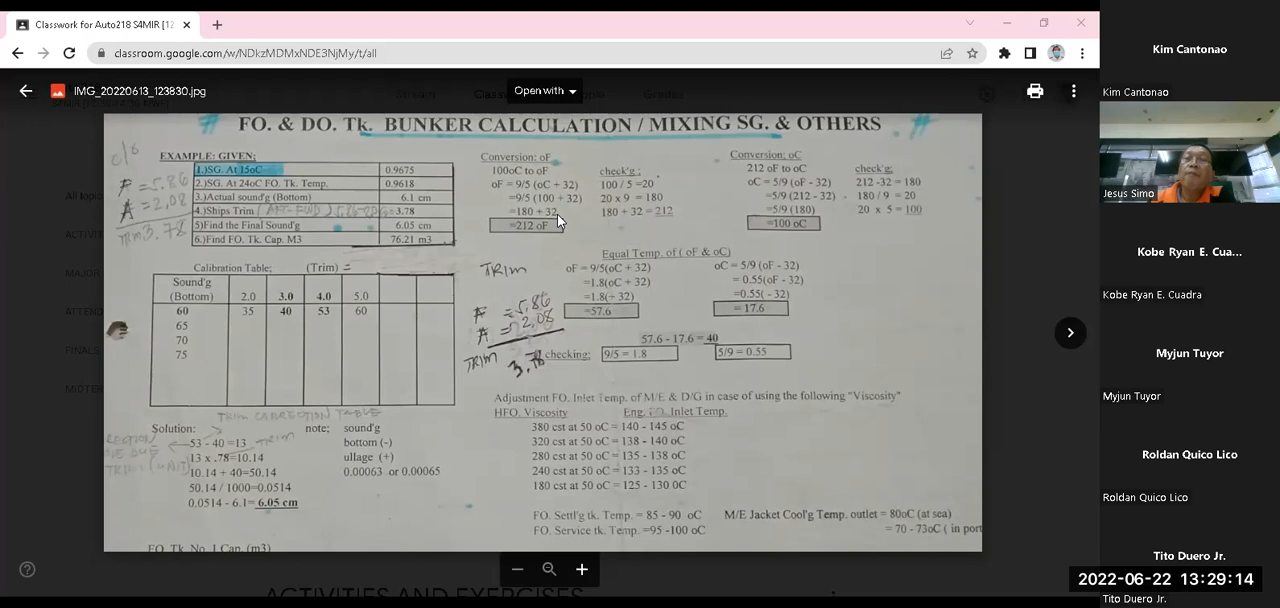 Classwork for Auto218 S4MIR [12
classroom.google.com/w/NDkzMDMxNDE3NjMy/t/all
IMG_20220613_123830.jpg
Open with
FO. & DO. Tk. BUNKER CALCULATION / MIXING SG. & OTHERS
c/o
F = 5.86
A = 2.08
TRIM 3.78
EXAMPLE: GIVEN;
1.)SG. At 15oC 0.9675
2.)SG. At 24oC FO. Tk. Temp. 0.9618
3.)Actual sound'g (Bottom) 6.1 cm
4.)Ships Trim 3.78
5)Find the Final Sound'g 6.05 cm
6.)Find FO. Tk. Cap. M3 76.21 m3
Calibration Table; (Trim) =
Sound'g
(Bottom) 2.0 3.0 4.0 5.0
60 35 40 53 60
65
70
75
TRIM CORRECTION TABLE
Solution: note; sound'g
53 - 40 =13 TRIM bottom (-)
13 x .78=10.14 ullage (+)
10.14 + 40=50.14 0.00063 or 0.00065
50.14 / 1000=0.0514
0.0514 - 6.1= 6.05 cm
FO. Tk No. 1 Cap. (m3)
Conversion: oF
100oC to oF check'g ;
oF = 9/5 (oC + 32) 100 / 5 =20
=9/5 (100 + 32) 20 x 9 = 180
=180 + 32 180 + 32 = 212
=212 oF
Conversion; oC
212 oF to oC check'g:
oC = 5/9 (oF - 32) 212 -32 = 180
=5/9 (212 - 32) 180 / 9 = 20
=5/9 (180) 20 x 5 = 100
=100 oC
Equal Temp. of ( oF & oC)
oF = 9/5(oC + 32) oC = 5/9 (oF - 32)
=1.8(oC + 32) = 0.55(oF - 32)
=1.8(+ 32) =0.55( - 32)
=57.6 = 17.6
57.6 - 17.6 = 40
checking: 9/5 = 1.8 5/9 = 0.55
TRIM
F = 5.86
A = 2.08
TRIM 3.78
Adjustment FO. Inlet Temp. of M/E & D/G in case of using the following "Viscosity"
HFO. Viscosity Eng. FO. Inlet Temp.
380 cst at 50 oC = 140 - 145 oC
320 cst at 50 oC = 138 - 140 oC
280 cst at 50 oC = 135 - 138 oC
240 cst at 50 oC = 133 - 135 oC
180 cst at 50 oC = 125 - 130 0C
FO. Settl'g tk. Temp. = 85 - 90 oC M/E Jacket Cool'g Temp. outlet = 80oC (at sea)
FO. Service tk. Temp. =95 -100 oC = 70 - 73oC ( in port
ACTIVITIES AND EXERCISES
Kim Cantonao
Kim Cantonao
Jesus Simo
Kobe Ryan E. Cua...
Kobe Ryan E. Cuadra
Myjun Tuyor
Myjun Tuyor
Roldan Quico Lico
Roldan Quico Lico
Tito Duero Jr.
2022-06-22 13:29:14
Tito Duero Jr.